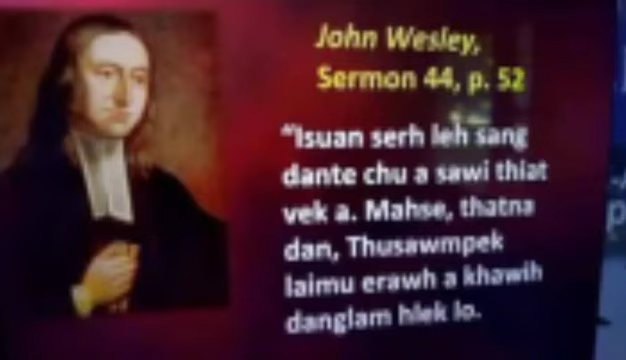 John Wesley,
Sermon 44, p. 52
"Isuan serh leh sang
dante chu a sawi thiat
vek a. Mahse, thatna
dan, Thusawmpek
laimu erawh a khawih
danglam hlek lo.